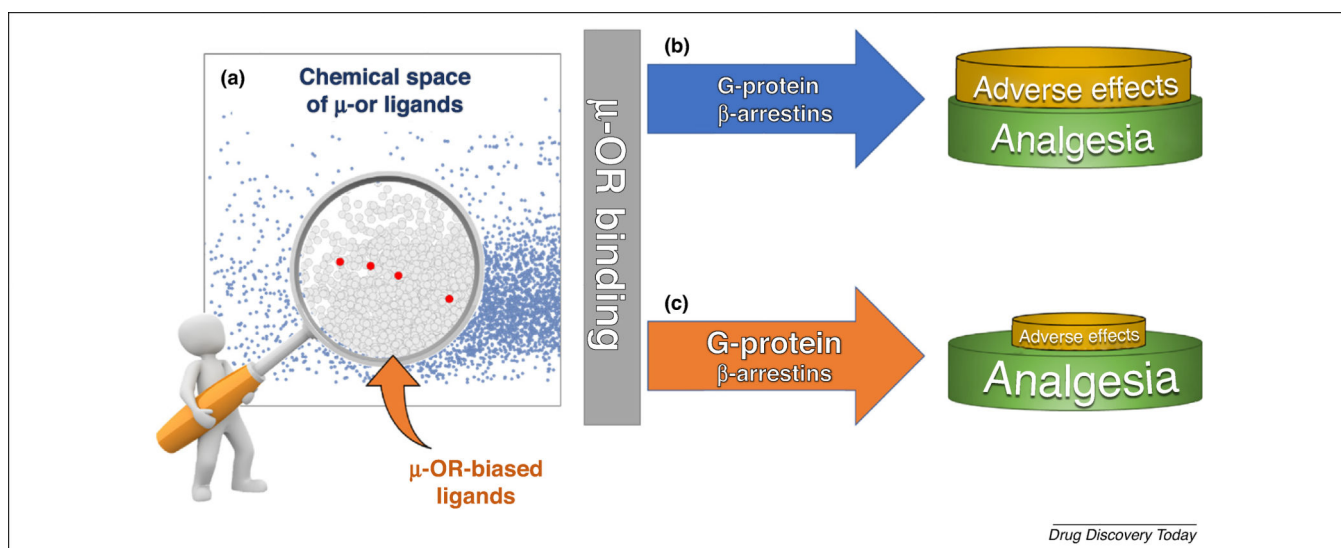 (a)
Chemical space
of μ-or ligands
μ-OR-biased
ligands
μ-OR binding
(b)
G-protein
β-arrestins
Adverse effects
Analgesia
(c)
G-protein
β-arrestins
Adverse effects
Analgesia
Drug Discovery Today